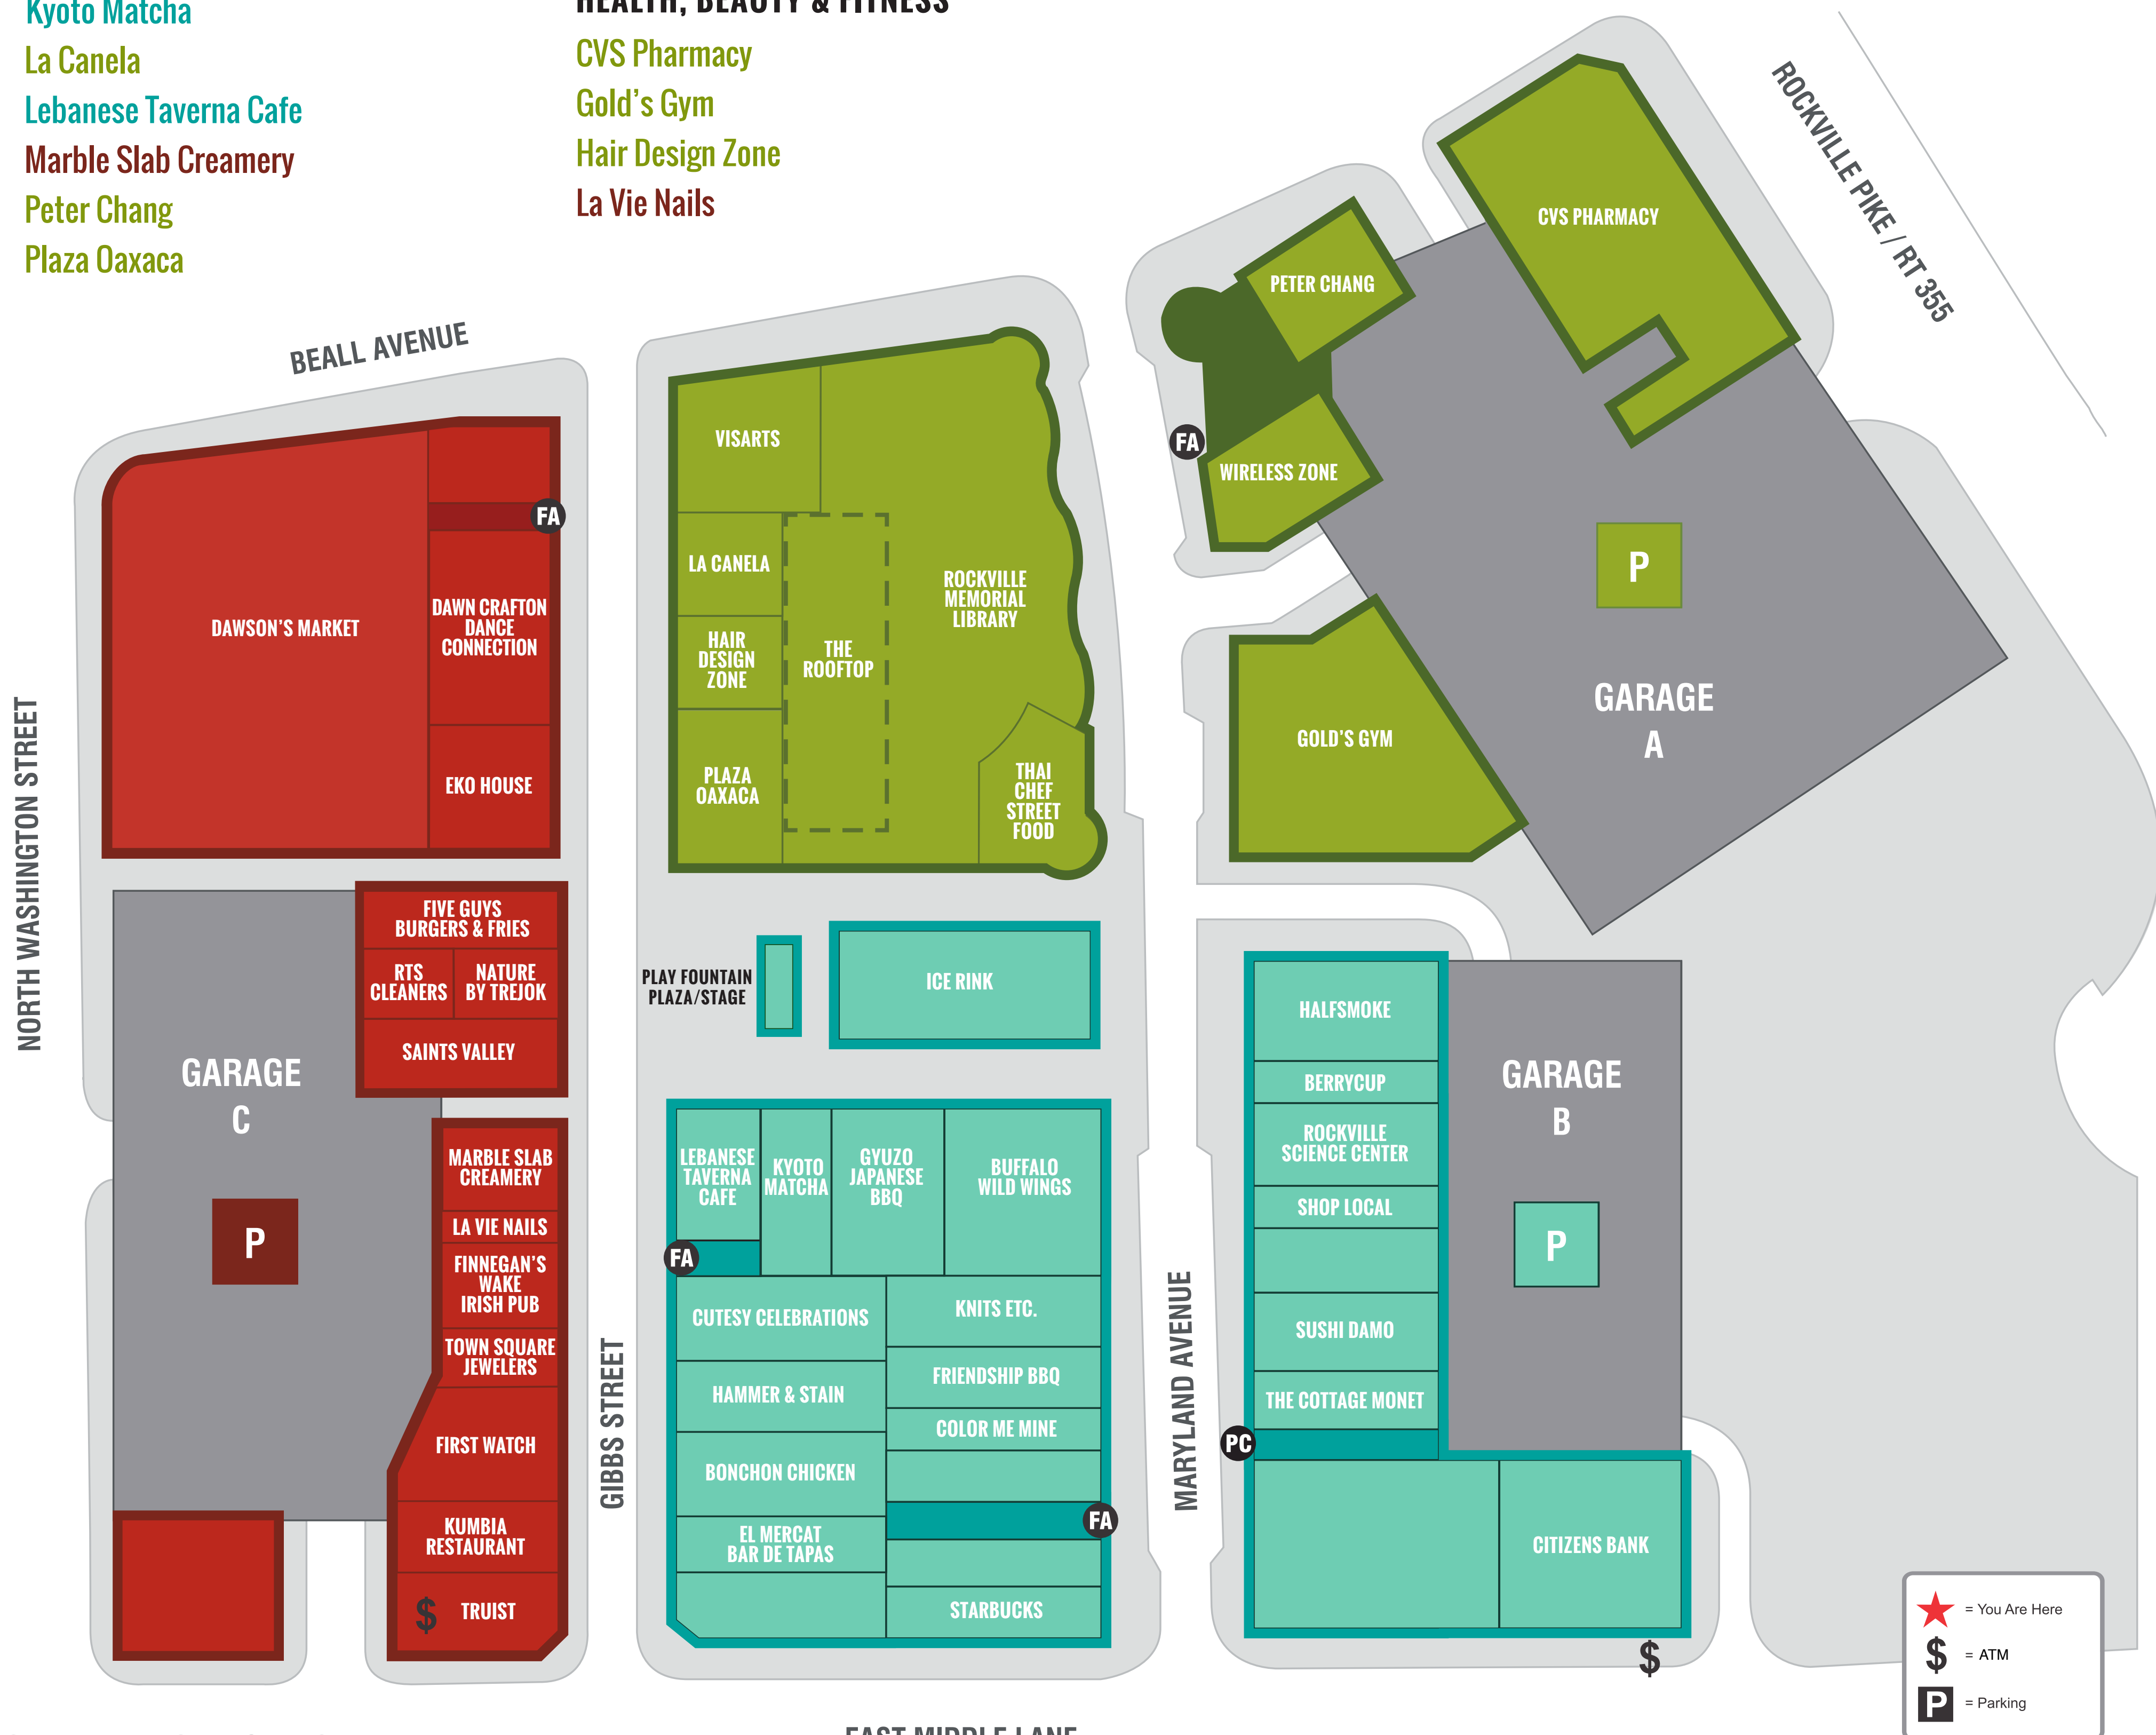 Kyoto Matcha
La Canela
Lebanese Taverna Cafe
Marble Slab Creamery
Peter Chang
Plaza Oaxaca
HEALTH, BEAUTY & FITNESS
CVS Pharmacy
Gold's Gym
Hair Design Zone
La Vie Nails
BEALL AVENUE
ROCKVILLE PIKE / RT 355
NORTH WASHINGTON STREET
DAWSON'S MARKET
FA
DAWN CRAFTON
DANCE
CONNECTION
EKO HOUSE
FIVE GUYS
BURGERS & FRIES
RTS
CLEANERS
NATURE
BY TREJOK
SAINTS VALLEY
GARAGE
C
P
MARBLE SLAB
CREAMERY
LA VIE NAILS
FINNEGAN'S
WAKE
IRISH PUB
TOWN SQUARE
JEWELERS
FIRST WATCH
KUMBIA
RESTAURANT
$ TRUIST
GIBBS STREET
VISARTS
LA CANELA
HAIR
DESIGN
ZONE
PLAZA
OAXACA
THE
ROOFTOP
ROCKVILLE
MEMORIAL
LIBRARY
THAI
CHEF
STREET
FOOD
PLAY FOUNTAIN
PLAZA/STAGE
ICE RINK
LEBANESE
TAVERNA
CAFE
KYOTO
MATCHA
GYUZO
JAPANESE
BBQ
BUFFALO
WILD WINGS
FA
CUTESY CELEBRATIONS
HAMMER & STAIN
BONCHON CHICKEN
EL MERCAT
BAR DE TAPAS
KNITS ETC.
FRIENDSHIP BBQ
COLOR ME MINE
FA
STARBUCKS
MARYLAND AVENUE
PETER CHANG
CVS PHARMACY
FA
WIRELESS ZONE
GOLD'S GYM
P
GARAGE
A
HALFSMOKE
BERRYCUP
ROCKVILLE
SCIENCE CENTER
SHOP LOCAL
SUSHI DAMO
THE COTTAGE MONET
PC
GARAGE
B
P
CITIZENS BANK
$
EAST MIDDLE LANE
= You Are Here
$ = ATM
P = Parking